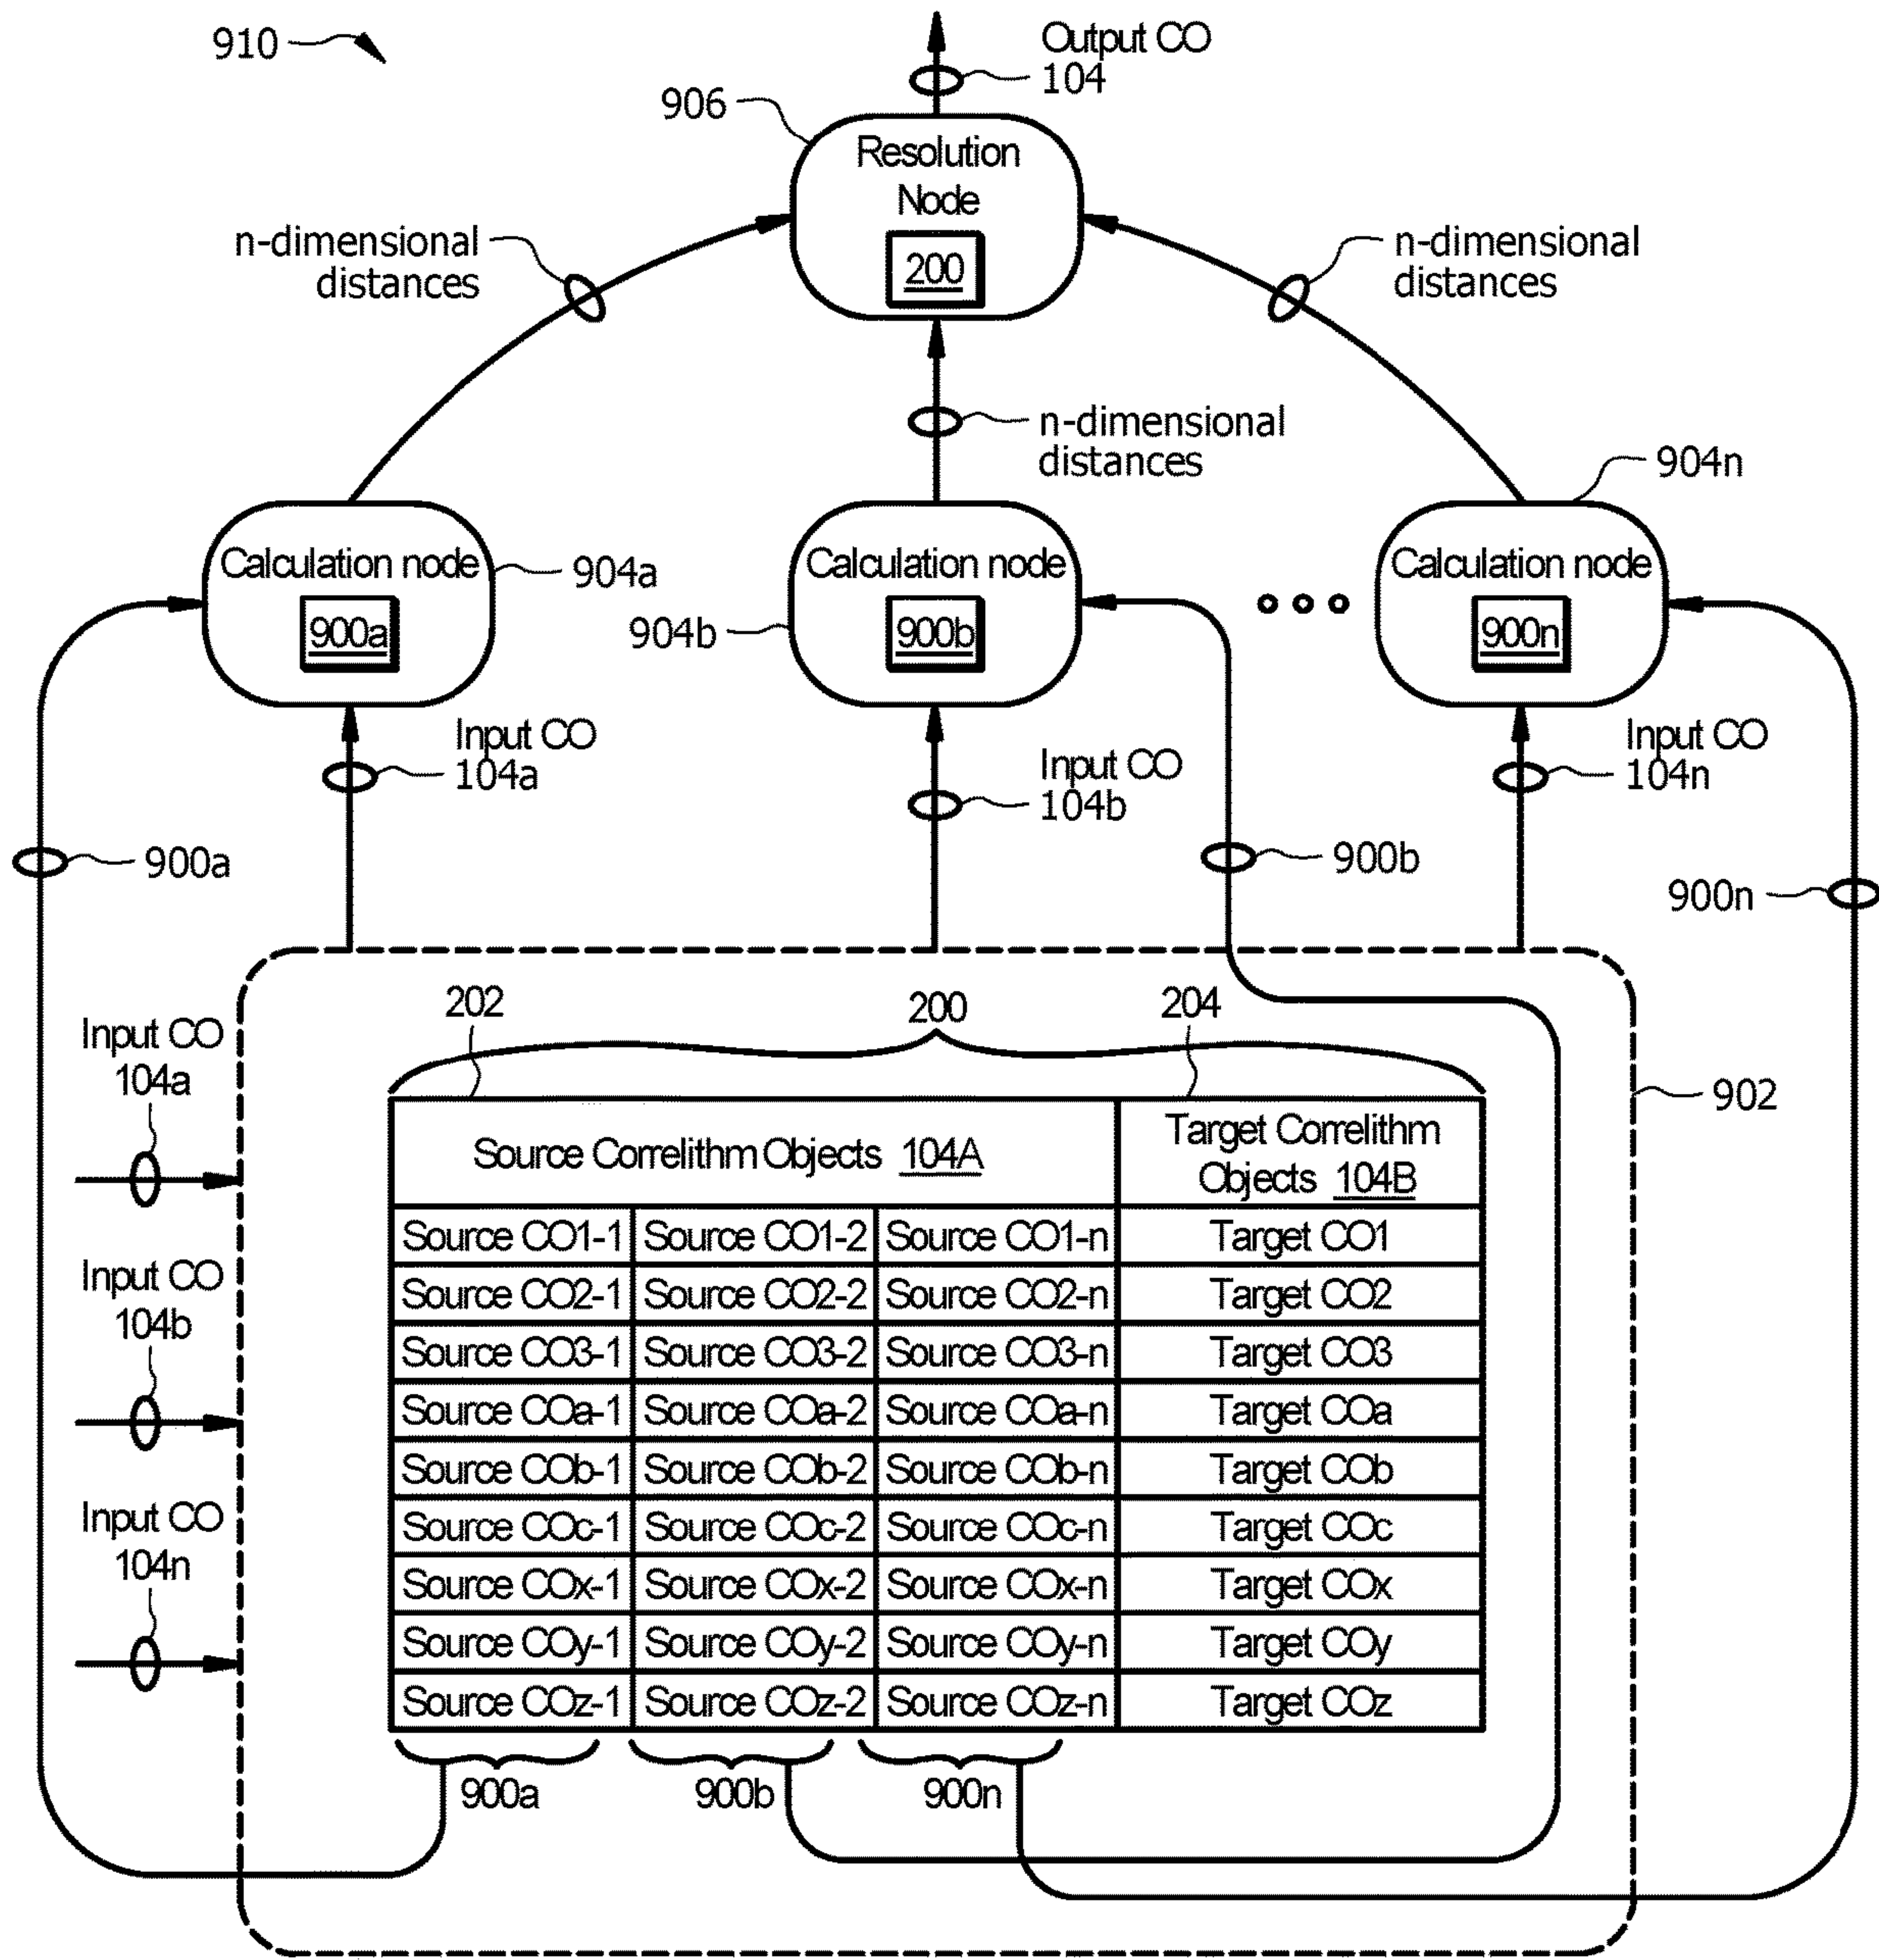 910
Output CO
104
906
Resolution
Node
200
n-dimensional
distances
n-dimensional
distances
n-dimensional
distances
904n
Calculation node
900a
904a
Calculation node
900b
904b
Calculation node
900n
Input CO
104a
Input CO
104b
Input CO
104n
900a
900b
900n
202
200
204
902
Input CO
104a
Input CO
104b
Input CO
104n
Source Correlithm Objects 104A
Target Correlithm
Objects 104B
Source CO1-1 Source CO1-2 Source CO1-n Target CO1
Source CO2-1 Source CO2-2 Source CO2-n Target CO2
Source CO3-1 Source CO3-2 Source CO3-n Target CO3
Source COa-1 Source COa-2 Source COa-n Target COa
Source COb-1 Source COb-2 Source COb-n Target COb
Source COc-1 Source COc-2 Source COc-n Target COc
Source COx-1 Source COx-2 Source COx-n Target COx
Source COy-1 Source COy-2 Source COy-n Target COy
Source COz-1 Source COz-2 Source COz-n Target COz
900a
900b
900n